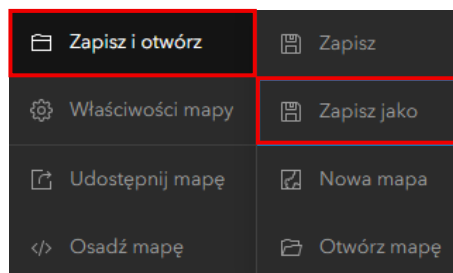 Zapisz i otwórz
Właściwości mapy
Udostępnij mapę
Osadź mapę
Zapisz
Zapisz jako
Nowa mapa
Otwórz mapę